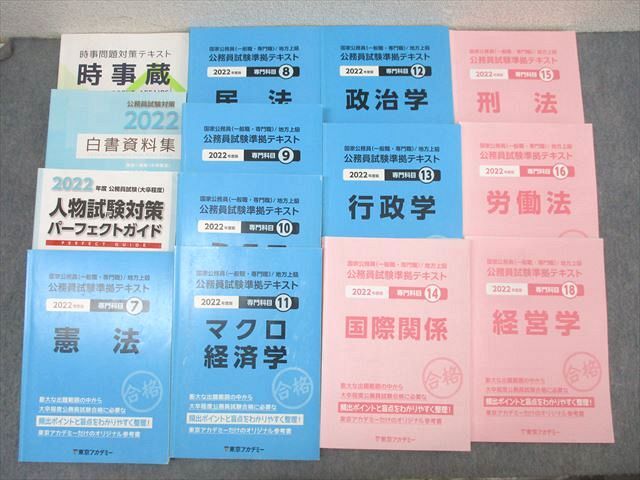 時事問題対策テキスト
時事蔵
公務員試験対策
2022
白書資料集
2022年度 公務員試験(大卒程度)
人物試験対策
パーフェクトガイド
PERFECT GUIDE
国家公務員(一般職・専門職)/地方上級
公務員試験準拠テキスト
2022年度版 専門科目 7
憲法
合格
膨大な出題範囲の中から
大卒程度公務員試験合格に必要な
頻出ポイントと盲点をわかりやすく整理!
東京アカデミーだけのオリジナル参考書
東京アカデミー
国家公務員(一般職・専門職)/地方上級
公務員試験準拠テキスト
2022年度版 専門科目 8
民法
国家公務員(一般職・専門職)/地方上級
公務員試験準拠テキスト
2022年度版 専門科目 9
国家公務員(一般職・専門職)/地方上級
公務員試験準拠テキスト
専門科目 10
国家公務員(一般職・専門職)/地方上級
公務員試験準拠テキスト
2022年度版 専門科目 11
マクロ
経済学
合格
膨大な出題範囲の中から
大卒程度公務員試験合格に必要な
頻出ポイントと盲点をわかりやすく整理!
東京アカデミーだけのオリジナル参考書
東京アカデミー
国家公務員(一般職・専門職)/地方上級
公務員試験準拠テキスト
2022年度版 専門科目 12
政治学
国家公務員(一般職・専門職)/地方上級
公務員試験準拠テキスト
2022年度版 専門科目 13
行政学
国家公務員(一般職・専門職)/地方上級
公務員試験準拠テキスト
2022年度版 専門科目 14
国際関係
合格
膨大な出題範囲の中から
大卒程度公務員試験合格に必要な
頻出ポイントと盲点をわかりやすく整理!
東京アカデミーだけのオリジナル参考書
東京アカデミー
国家公務員(一般職・専門職)/地方上級
公務員試験準拠テキスト
2022年度版 専門科目 15
刑法
国家公務員(一般職・専門職)/地方上級
公務員試験準拠テキスト
2022年度版 専門科目 16
労働法
国家公務員(一般職・専門職)/地方上級
公務員試験準拠テキスト
2022年度版 専門科目 18
経営学
合格
膨大な出題範囲の中から
大卒程度公務員試験合格に必要な
頻出ポイントと盲点をわかりやすく整理!
東京アカデミーだけのオリジナル参考書
東京アカデミー